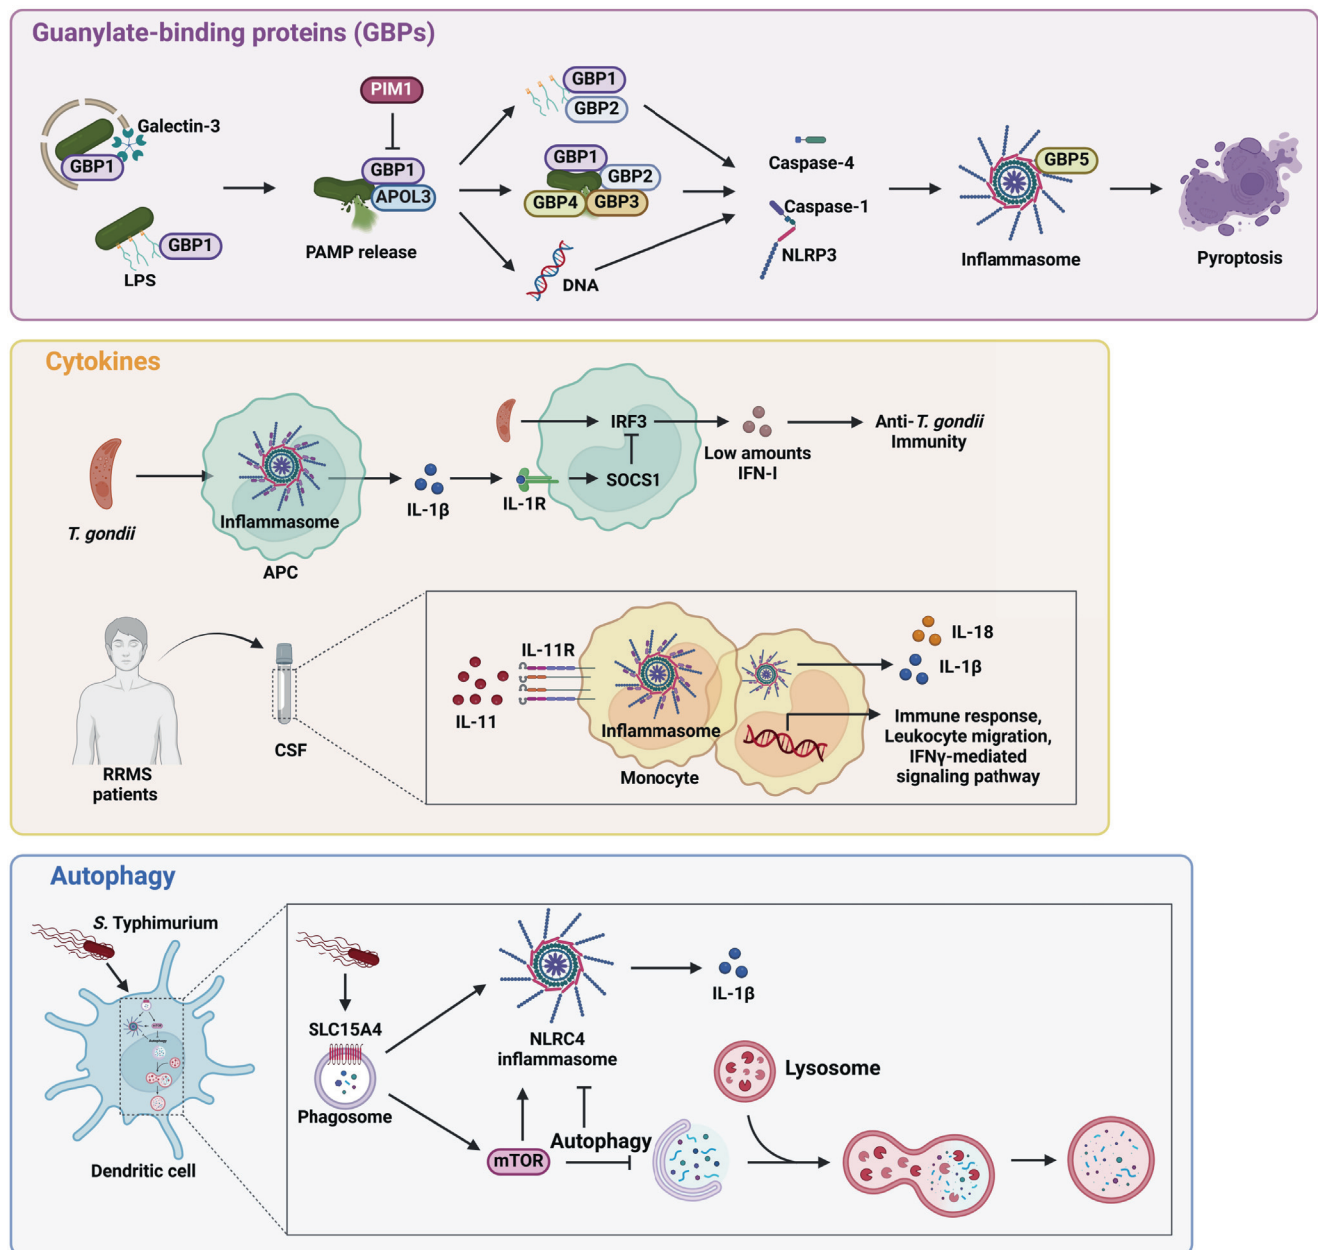 Guanylate-binding proteins (GBPs)
PIM1
Galectin-3
GBP1
LPS
GBP1
GBP1
APOL3
PAMP release
GBP1
GBP2
GBP1
GBP2
GBP4
GBP3
DNA
Caspase-4
Caspase-1
NLRP3
GBP5
Inflammasome
Pyroptosis
Cytokines
T. gondii
Inflammasome
APC
IL-1β
IL-1R
IRF3
SOCS1
Low amounts
IFN-I
Anti-T. gondii
Immunity
RRMS
patients
CSF
IL-11
IL-11R
Inflammasome
Monocyte
IL-18
IL-1β
Immune response,
Leukocyte migration,
IFNγ-mediated
signaling pathway
Autophagy
S. Typhimurium
Dendritic cell
SLC15A4
Phagosome
NLRC4
inflammasome
IL-1β
mTOR
Autophagy
Lysosome